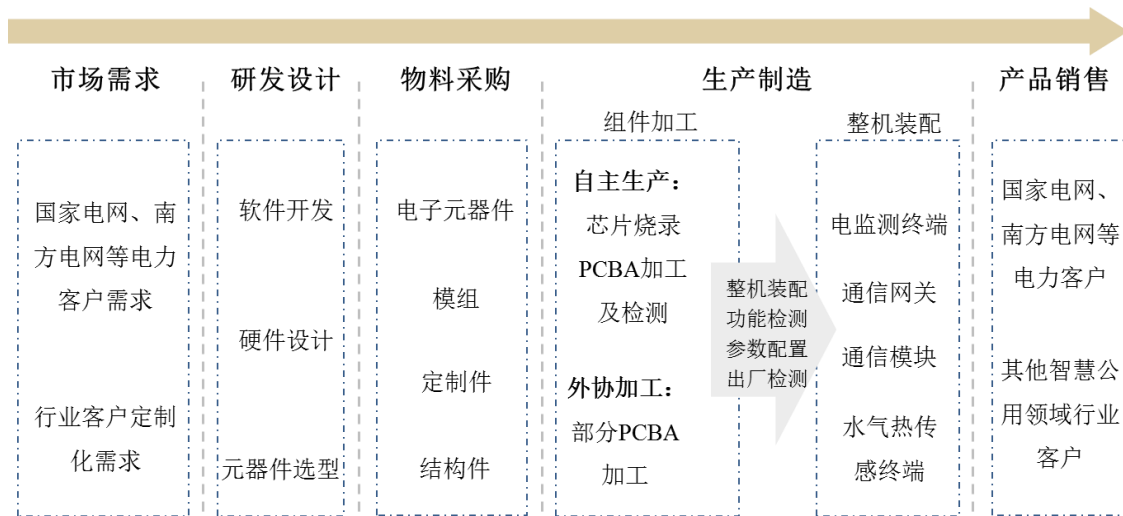 市场需求
研发设计
物料采购
生产制造
产品销售
组件加工
整机装配
国家电网、南
方电网等电力
客户需求
行业客户定制
化需求
软件开发
硬件设计
元器件选型
电子元器件
模组
定制件
结构件
自主生产：
芯片烧录
PCBA加工
及检测
外协加工：
部分PCBA
加工
整机装配
功能检测
参数配置
出厂检测
电监测终端
通信网关
通信模块
水气热传
感终端
国家电网、
南方电网等
电力客户
其他智慧公
用领域行业
客户